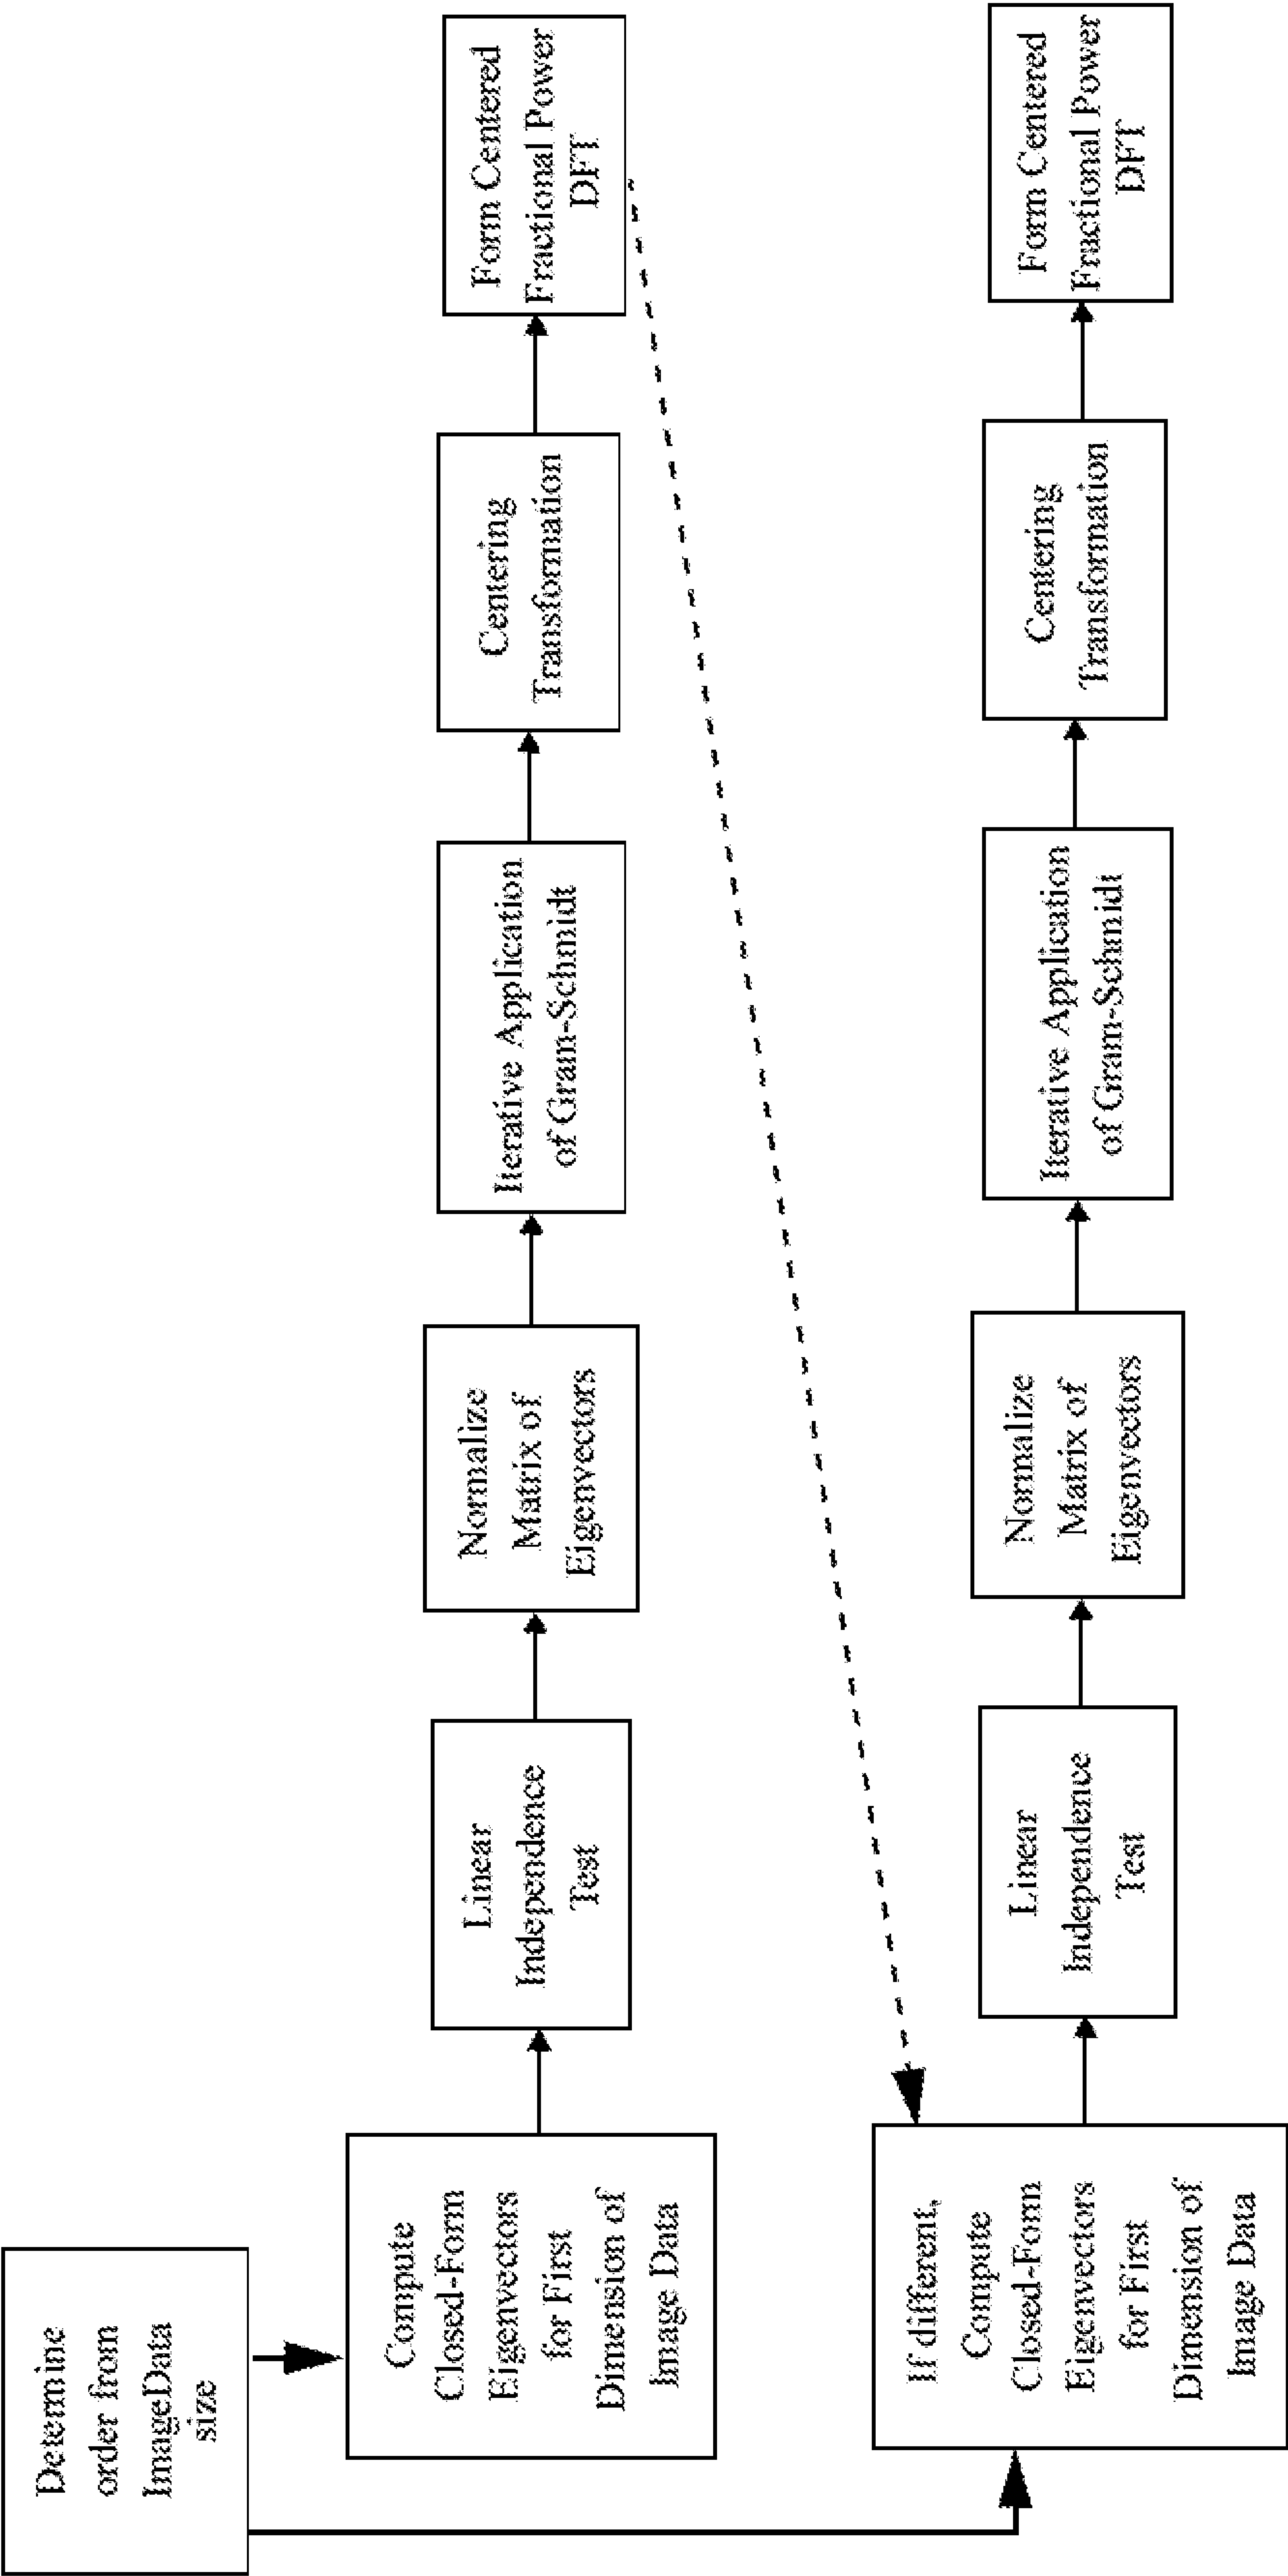 Determine
order from
ImageData
size
Compute
Closed-Form
Eigenvectors
for First
Dimension of
Image Data
Linear
Independence
Test
Normalize
Matrix of
Eigenvectors
Iterative Application
of Gram-Schmidt
Centering
Transformation
Form Centered
Fractional Power
DFT
If different,
Compute
Closed-Form
Eigenvectors
for First
Dimension of
Image Data
Linear
Independence
Test
Normalize
Matrix of
Eigenvectors
Iterative Application
of Gram-Schmidt
Centering
Transformation
Form Centered
Fractional Power
DFT